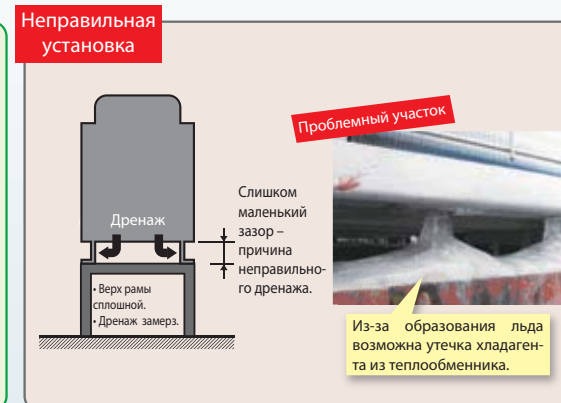 Неправильная
установка
Проблемный участок
Дренаж
Слишком
маленький
зазор –
причина
неправильно-
го дренажа.
• Верх рамы
сплошной.
• Дренаж замерз.
Из-за образования льда
возможна утечка хладаген-
та из теплообменника.